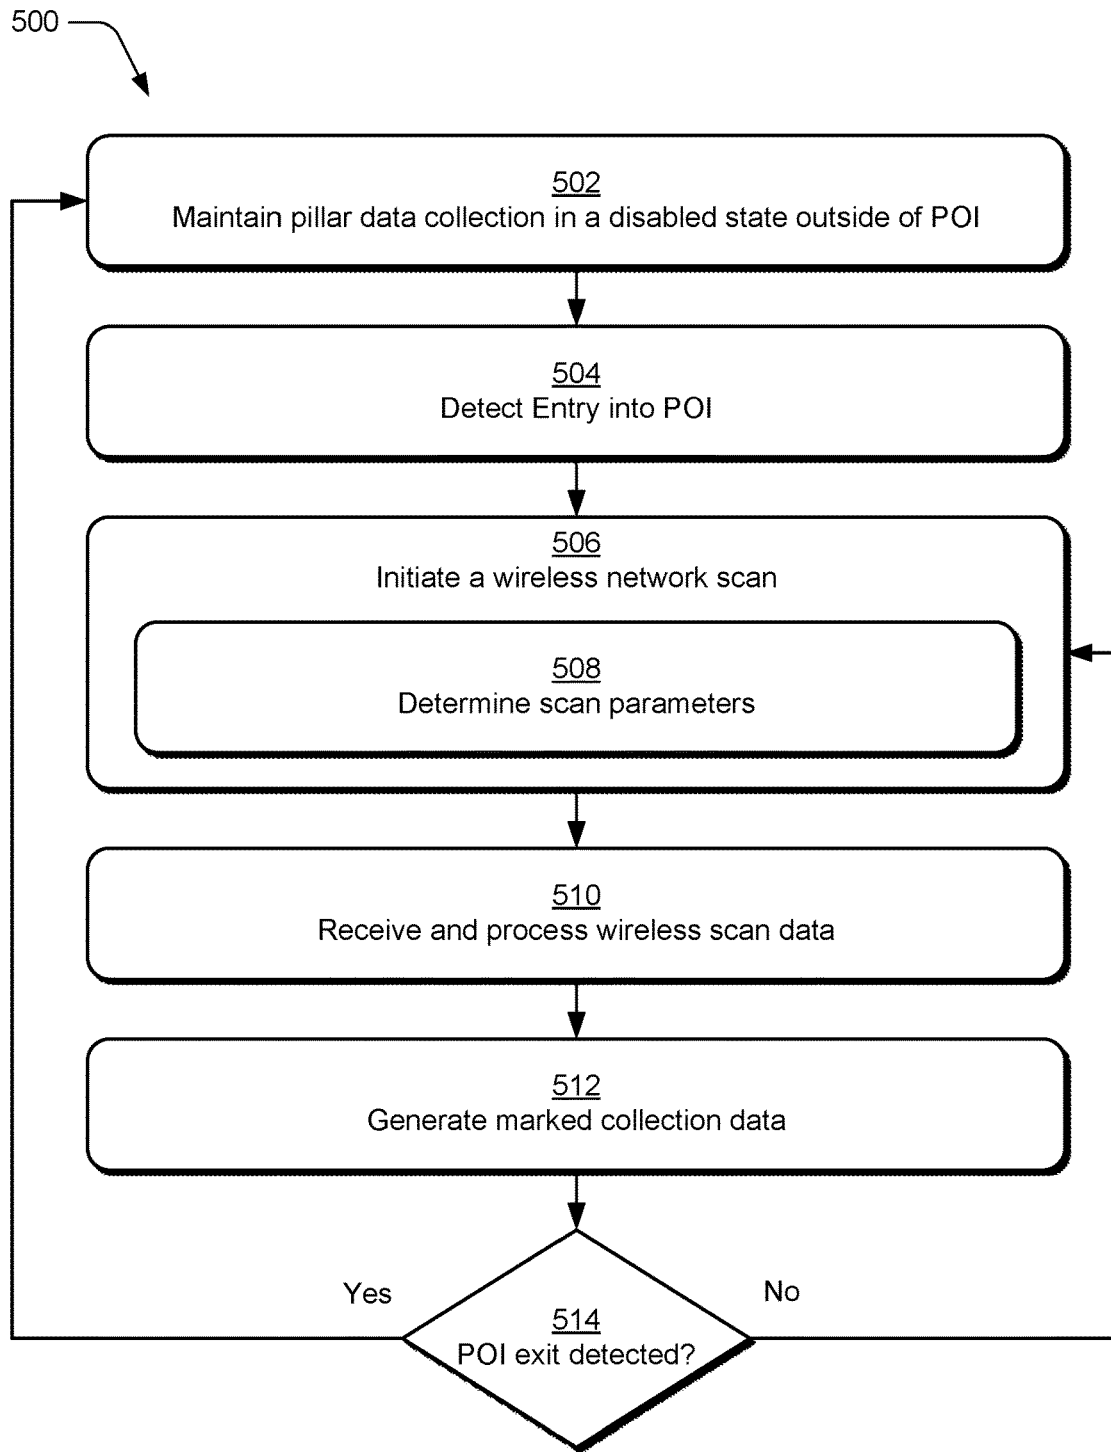 500
502
Maintain pillar data collection in a disabled state outside of POI
504
Detect Entry into POI
506
Initiate a wireless network scan
508
Determine scan parameters
510
Receive and process wireless scan data
512
Generate marked collection data
Yes
No
514
POI exit detected?